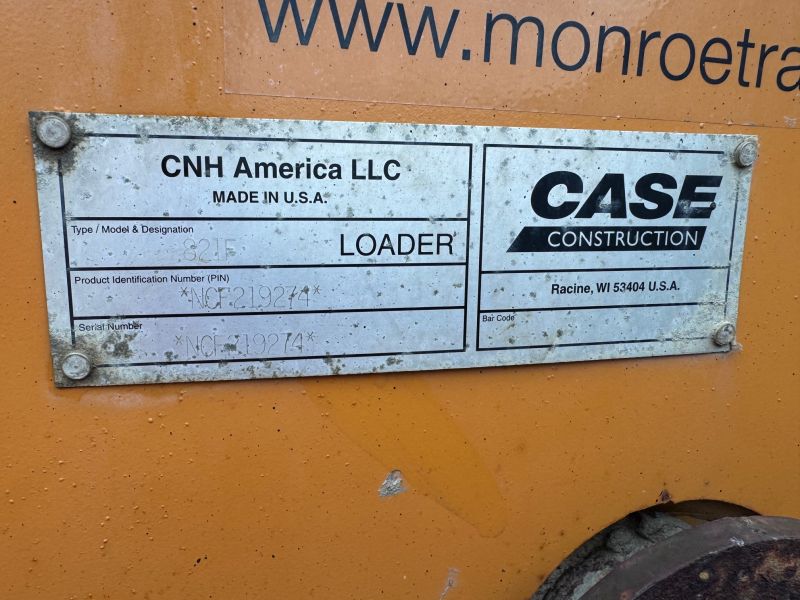 www.monroetra
CNH America LLC
MADE IN U.S.A.
Type / Model & Designation
821F LOADER
Product Identification Number (PIN)
*NCF219274*
Serial Number
*NCF219274*
CASE
CONSTRUCTION
Racine, WI 53404 U.S.A.
Bar Code